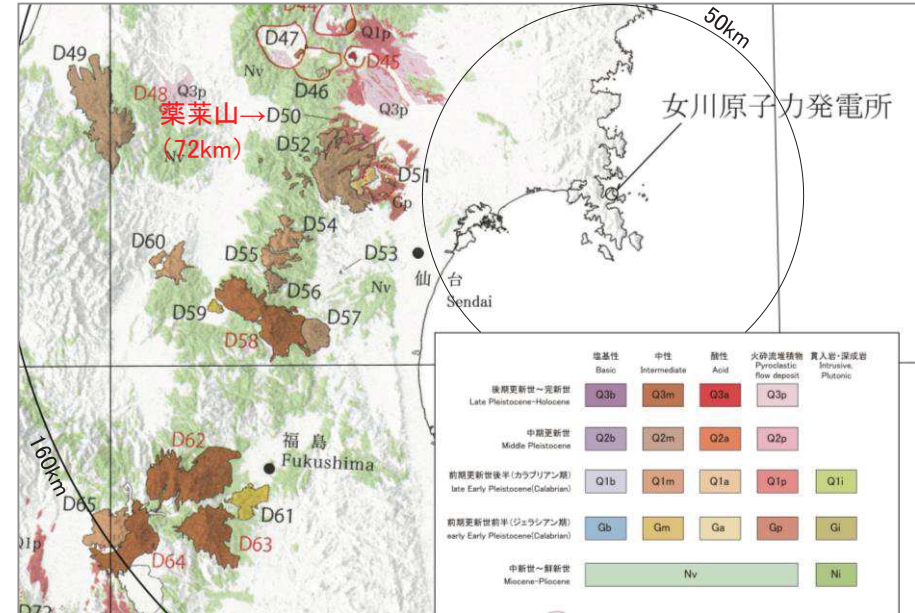 D44
50km
D49
D47
Q1p
D45
Nv
D48
Q3p
D46
Q3p
薬莱山→
D50
女川原子力発電所
(72km)
Nv
D52
D51
Gp
D54
D60
D55
D53
仙台
Sendai
D56
Nv
D59
D57
D58
塩基性
Basic
中性
Intermediate
酸性
Acid
火砕流堆積物
Pyroclastic
flow deposit
貫入岩・深成岩
Intrusive,
Plutonic
後期更新世～完新世
Late Pleistocene-Holocene
Q3b Q3m Q3a Q3p
中期更新世
Middle Pleistocene
Q2b Q2m Q2a Q2p
前期更新世後半(カラブリアン期)
late Early Pleistocene(Calabrian)
Q1b Q1m Q1a Q1p Q1i
前期更新世前半(ジェラシアン期)
early Early Pleistocene(Calabrian)
Gb Gm Ga Gp Gi
中新世～鮮新世
Miocene-Pliocene
Nv Ni
D62
福島
Fukushima
160km
D65
D61
Q1p
D64
D63
D72